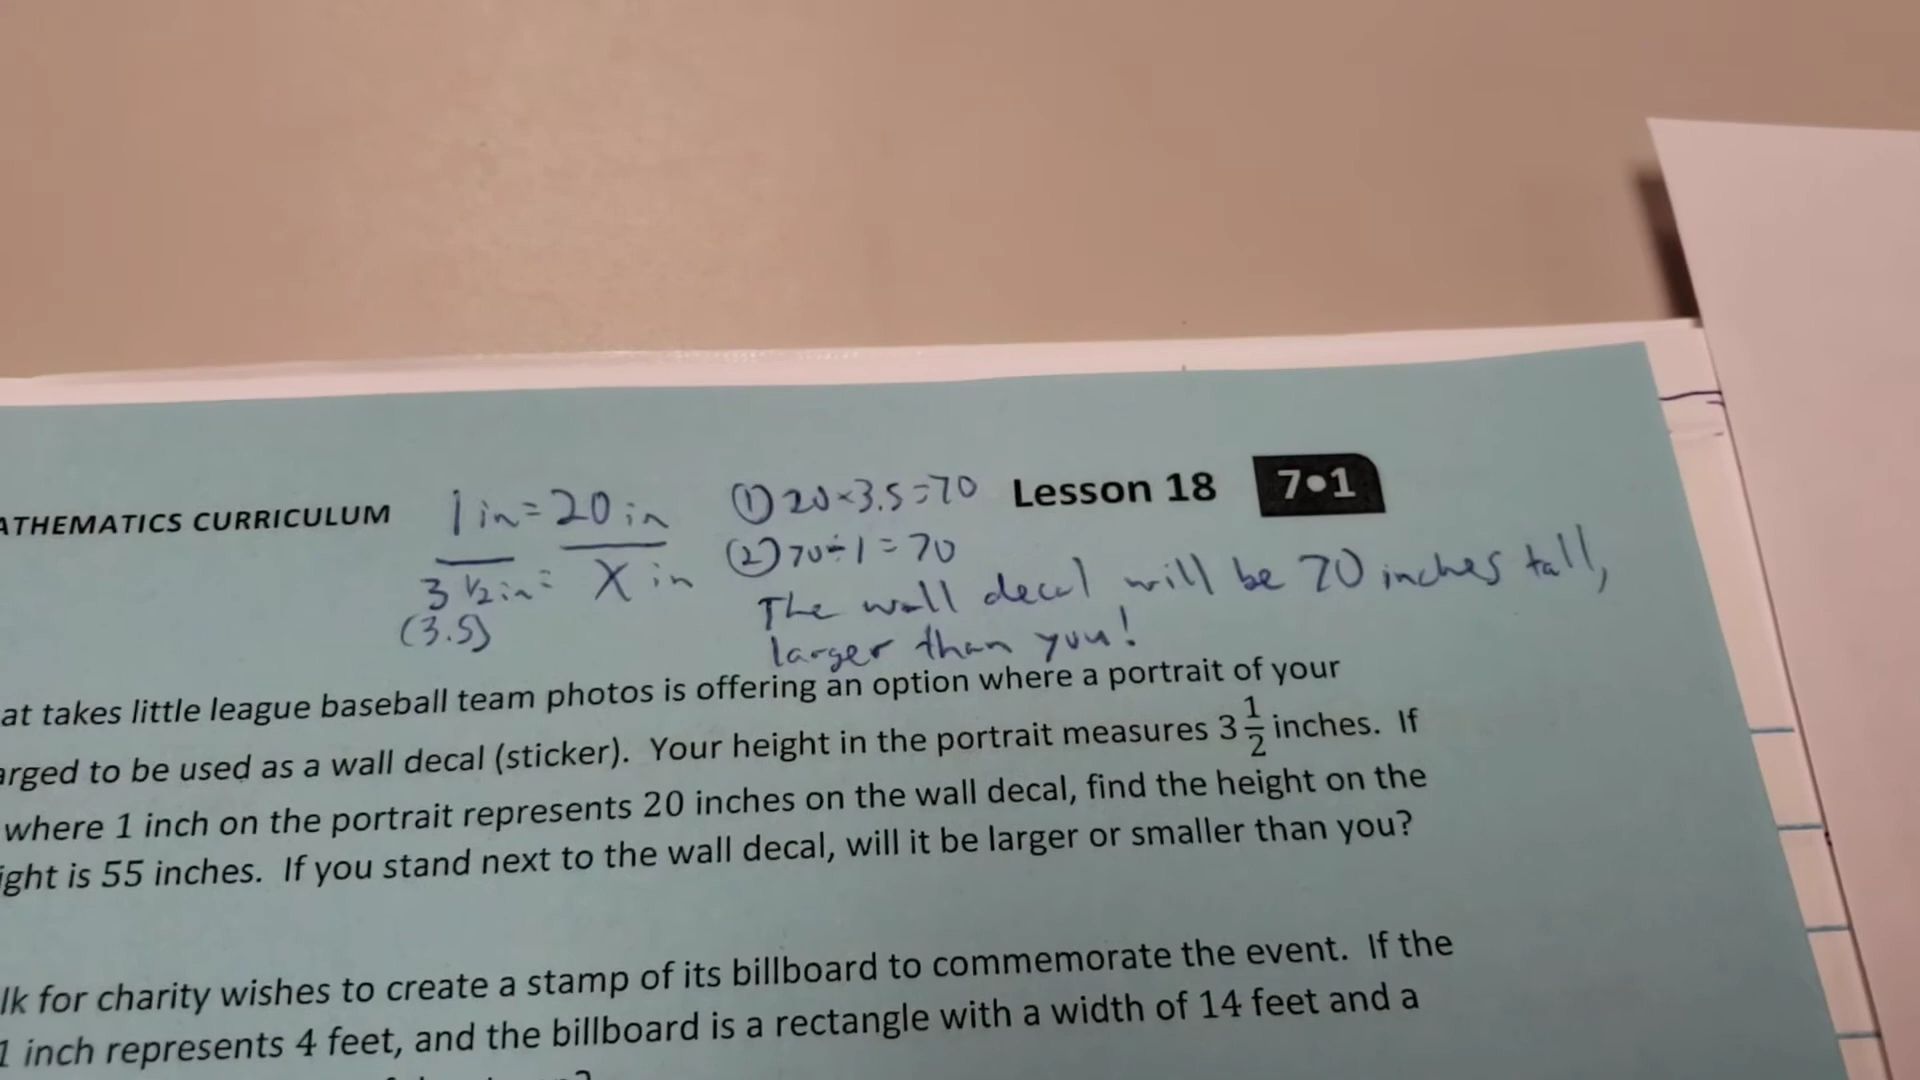 ATHEMATICS CURRICULUM
1 in = 20 in
3 ½ in = X in
(3.5)
① 20 × 3.5 = 70
② 70 ÷ 1 = 70
The wall decal will be 70 inches tall,
larger than you!
Lesson 18
7•1
at takes little league baseball team photos is offering an option where a portrait of your
arged to be used as a wall decal (sticker). Your height in the portrait measures 3 1/2 inches. If
where 1 inch on the portrait represents 20 inches on the wall decal, find the height on the
ight is 55 inches. If you stand next to the wall decal, will it be larger or smaller than you?
lk for charity wishes to create a stamp of its billboard to commemorate the event. If the
1 inch represents 4 feet, and the billboard is a rectangle with a width of 14 feet and a